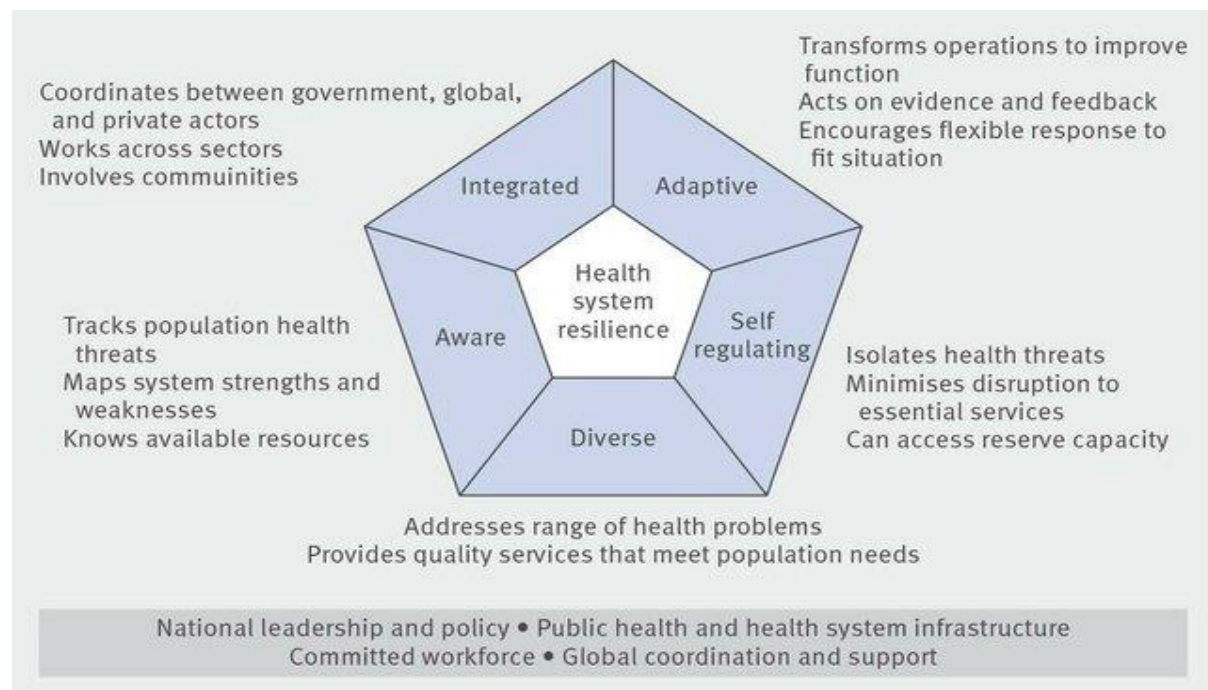 Coordinates between government, global,
and private actors
Works across sectors
Involves commuinities
Transforms operations to improve
function
Acts on evidence and feedback
Encourages flexible response to
fit situation
Integrated
Adaptive
Health
system
resilience
Aware
Self
regulating
Diverse
Tracks population health
threats
Maps system strengths and
weaknesses
Knows available resources
Isolates health threats
Minimises disruption to
essential services
Can access reserve capacity
Addresses range of health problems
Provides quality services that meet population needs
National leadership and policy • Public health and health system infrastructure
Committed workforce • Global coordination and support